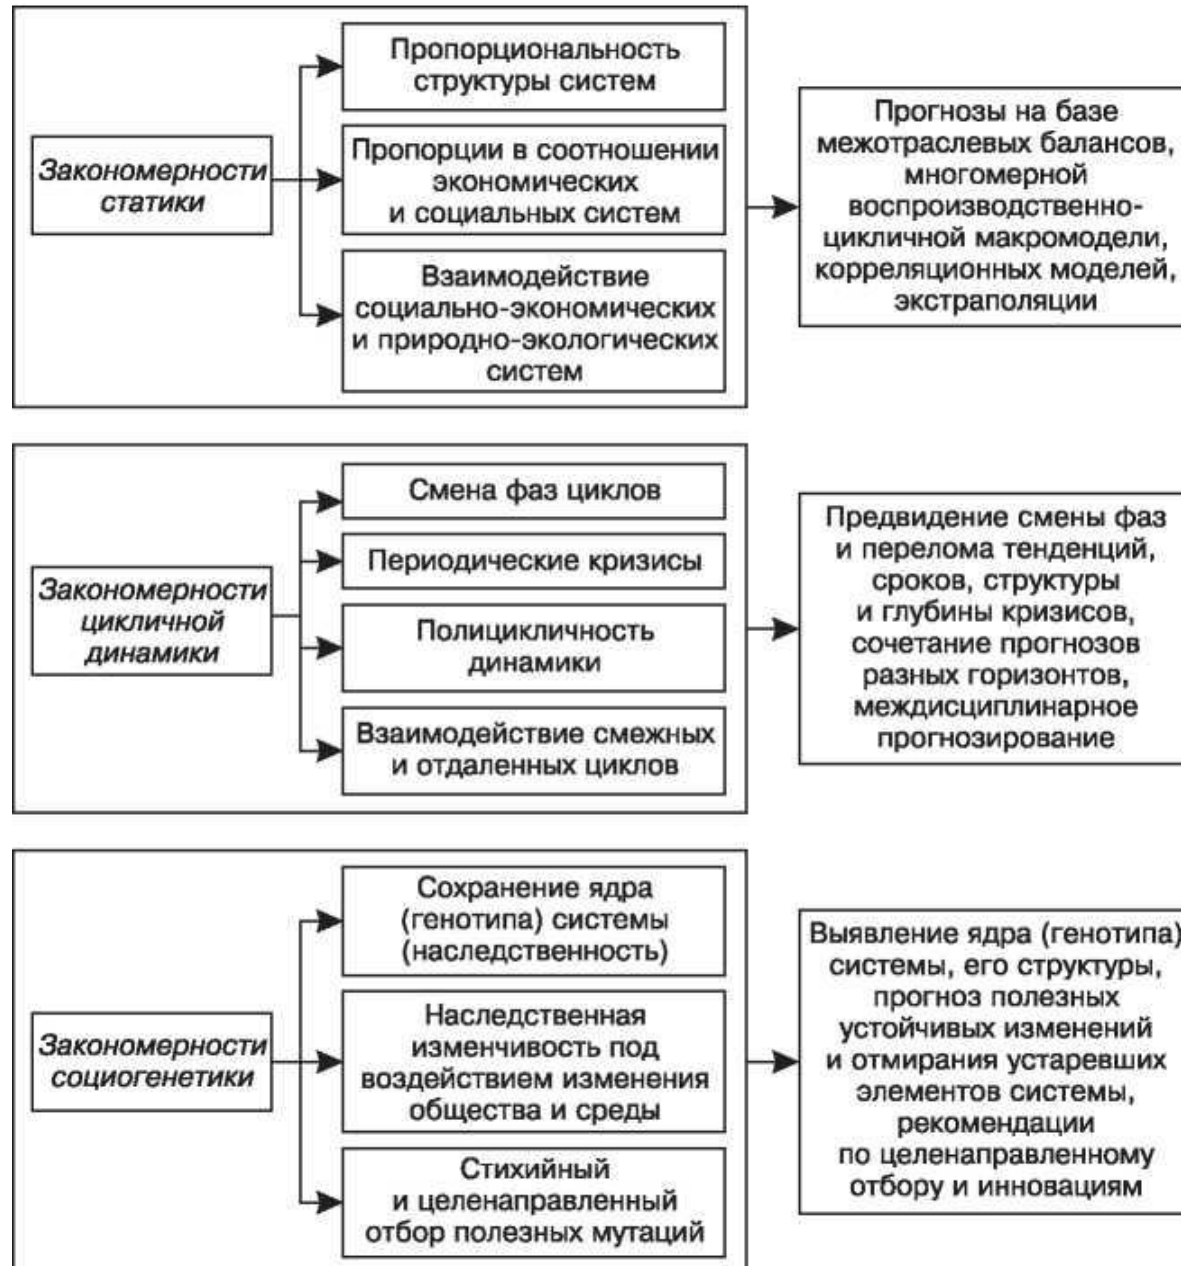 Закономерности
статики
Пропорциональность
структуры систем
Пропорции в соотношении
экономических
и социальных систем
Взаимодействие
социально-экономических
и природно-экологических
систем
Прогнозы на базе
межотраслевых балансов,
многомерной
воспроизводственно-
цикличной макромодели,
корреляционных моделей,
экстраполяции
Закономерности
цикличной
динамики
Смена фаз циклов
Периодические кризисы
Полицикличность
динамики
Взаимодействие смежных
и отдаленных циклов
Предвидение смены фаз
и перелома тенденций,
сроков, структуры
и глубины кризисов,
сочетание прогнозов
разных горизонтов,
междисциплинарное
прогнозирование
Закономерности
социогенетики
Сохранение ядра
(генотипа) системы
(наследственность)
Наследственная
изменчивость под
воздействием изменения
общества и среды
Стихийный
и целенаправленный
отбор полезных мутаций
Выявление ядра (генотипа)
системы, его структуры,
прогноз полезных
устойчивых изменений
и отмирания устаревших
элементов системы,
рекомендации
по целенаправленному
отбору и инновациям